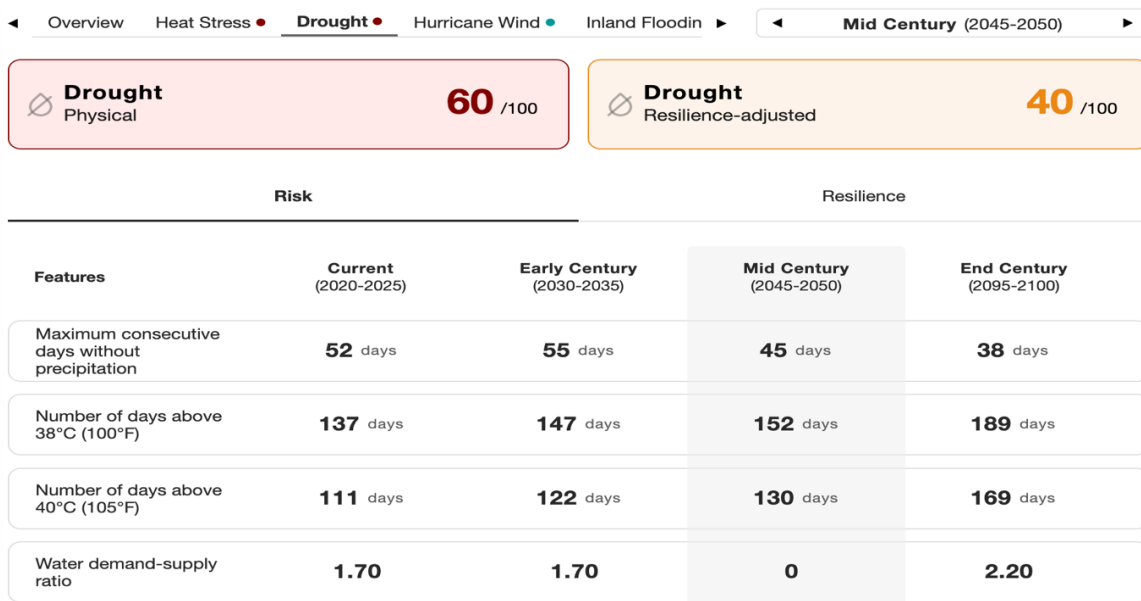 Overview Heat Stress Drought Hurricane Wind Inland Floodin Mid Century (2045-2050)
Drought
Physical
60 /100
Drought
Resilience-adjusted
40 /100
Risk Resilience
Features Current (2020-2025) Early Century (2030-2035) Mid Century (2045-2050) End Century (2095-2100)
Maximum consecutive
days without
precipitation
52 days 55 days 45 days 38 days
Number of days above
38°C (100°F)
137 days 147 days 152 days 189 days
Number of days above
40°C (105°F)
111 days 122 days 130 days 169 days
Water demand-supply
ratio
1.70 1.70 0 2.20